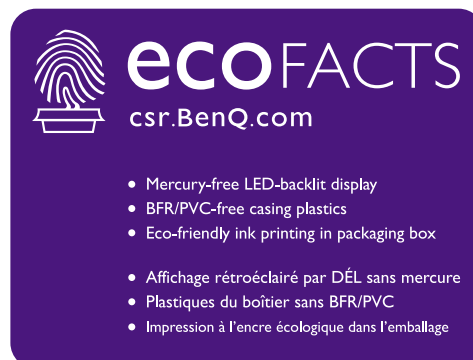 ecoFACTS
csr.BenQ.com
• Mercury-free LED-backlit display
• BFR/PVC-free casing plastics
• Eco-friendly ink printing in packaging box
• Affichage rétroéclairé par DÉL sans mercure
• Plastiques du boîtier sans BFR/PVC
• Impression à l'encre écologique dans l'emballage